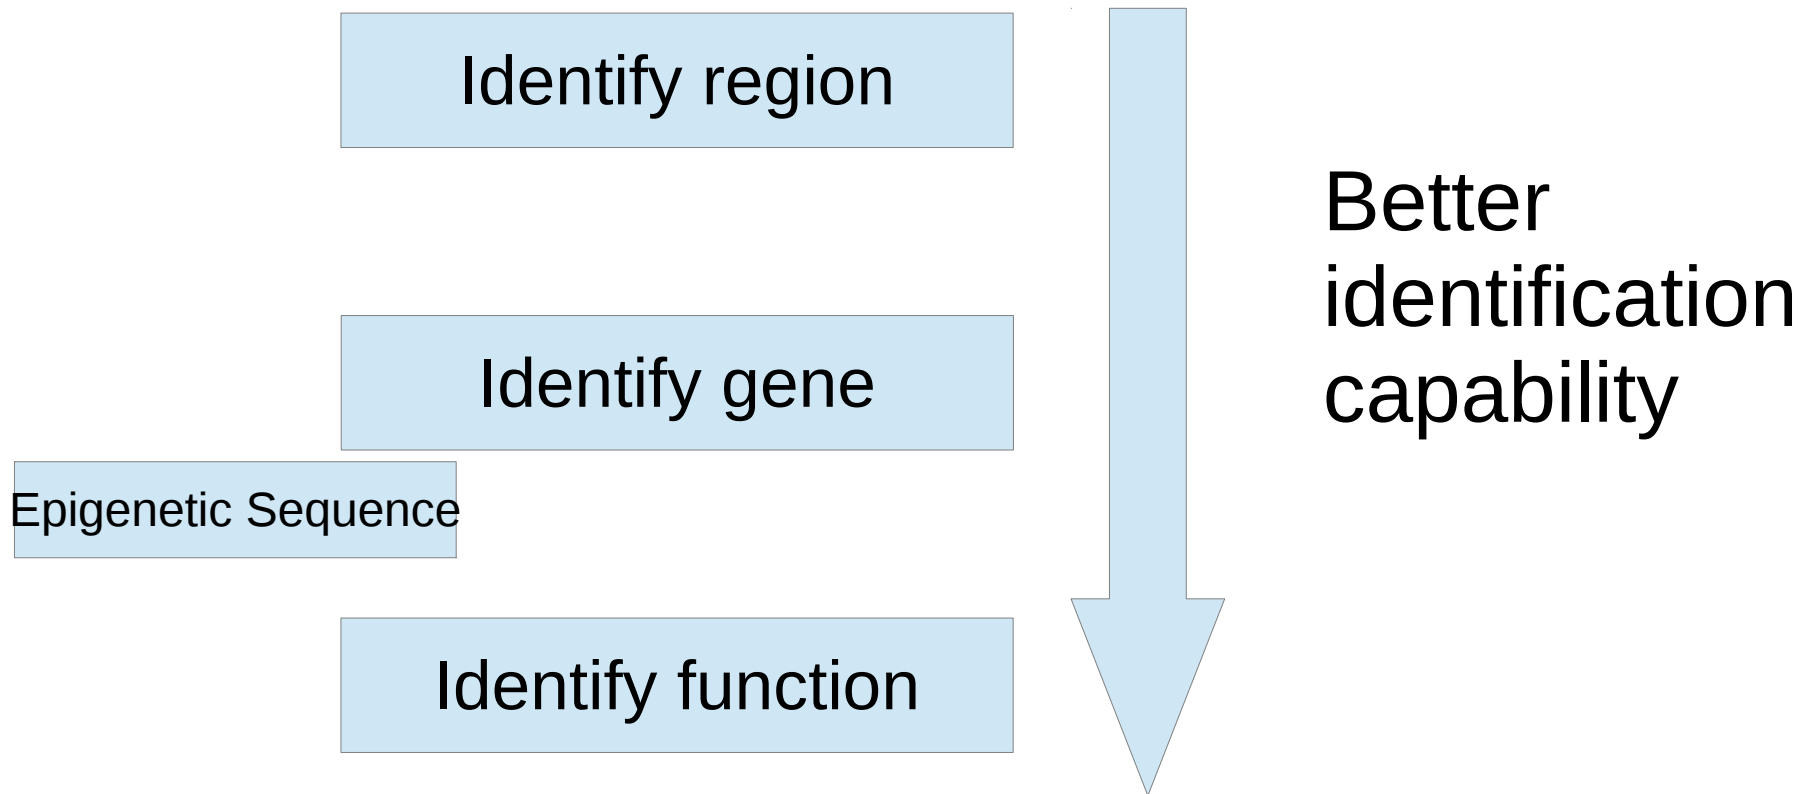 Identify region
Better
identification
capability
Identify gene
Epigenetic Sequence
Identify function